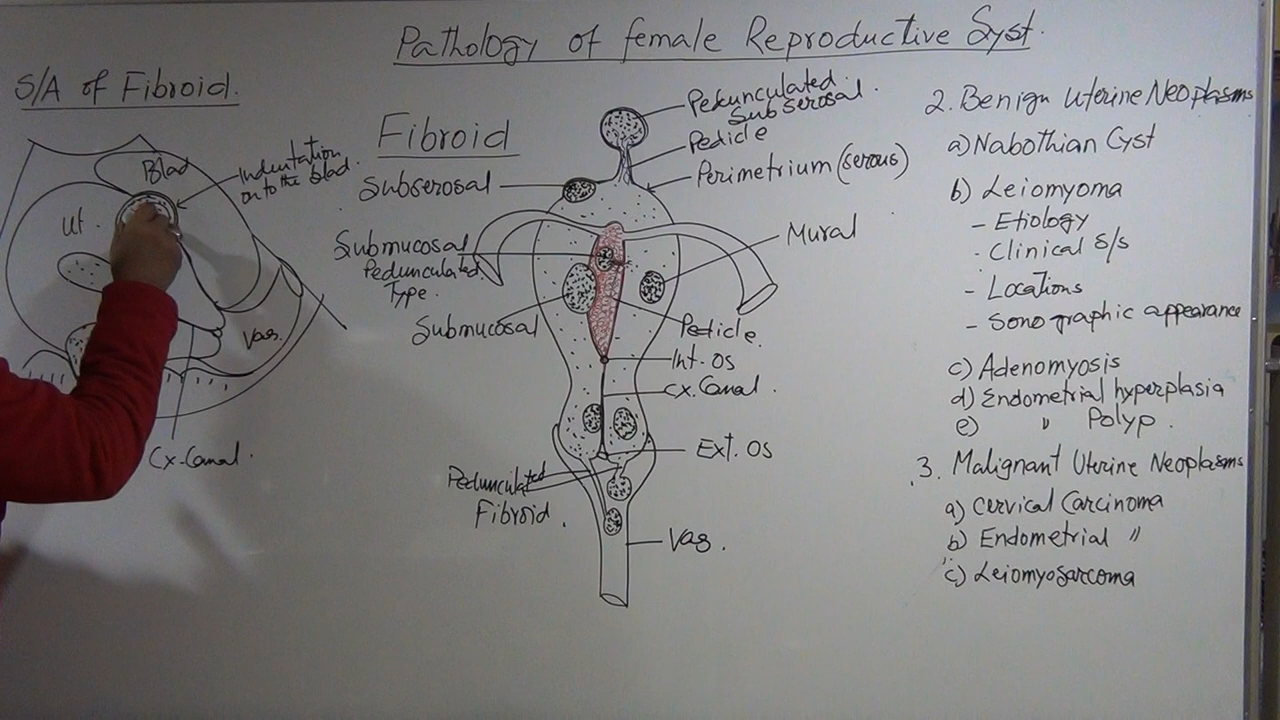 Pathology of female Reproductive Syst.
S/A of Fibroid.
Blad
Indentation
onto the blad.
Ut.
Vag.
Cx-Canal.
Fibroid
Pedunculated
Subserosal.
Pedicle
Perimetrium (serous)
Subserosal
Submucosal
Pedunculated
Type.
Mural
Submucosal
Pedicle.
Int. Os
Cx. Canal.
Ext. Os
Pedunculated
Fibroid.
Vag.
2. Benign Uterine Neoplasms
a) Nabothian Cyst
b) Leiomyoma
- Etiology
- Clinical S/s
- Locations
- Sonographic appearance
c) Adenomyosis
d) Endometrial hyperplasia
e) " Polyp.
3. Malignant Uterine Neoplasms
a) Cervical Carcinoma
b) Endometrial "
c) Leiomyosarcoma